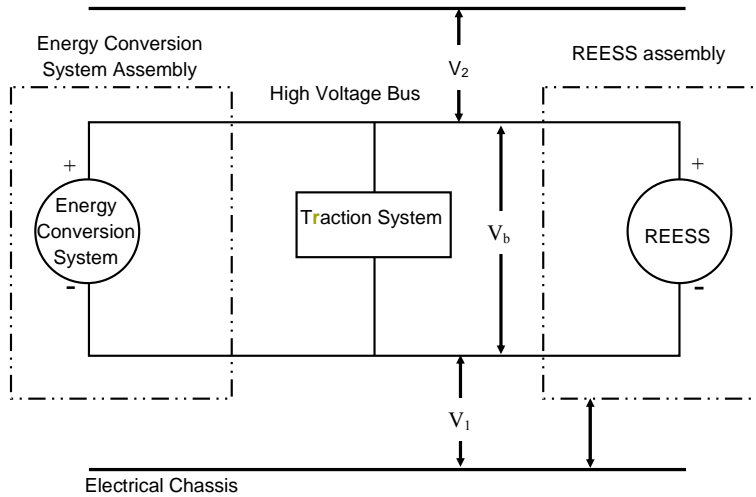 Energy Conversion
System Assembly
REESS assembly
V2
High Voltage Bus
+
+
Energy
Conversion
System
Traction System
Vb
REESS
-
-
V1
Electrical Chassis